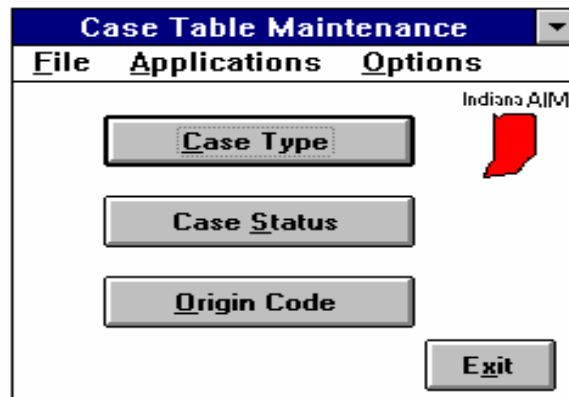 Case Table Maintenance
File Applications Options
Indiana AIM
Case Type
Case Status
Origin Code
Exit